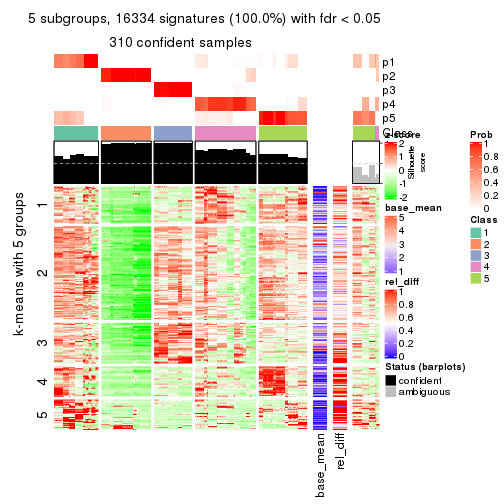 5 subgroups, 16334 signatures (100.0%) with fdr < 0.05
310 confident samples
p1
p2
p3
p4
p5
Class
z-score
2
1
0
-1
-2
Silhouette
score
k-means with 5 groups
1
2
3
4
5
base_mean
5
4
3
2
1
rel_diff
1
0.8
0.6
0.4
0.2
0
Status (barplots)
confident
ambiguous
Prob
1
0.8
0.6
0.4
0.2
0
Class
1
2
3
4
5
base_mean
rel_diff